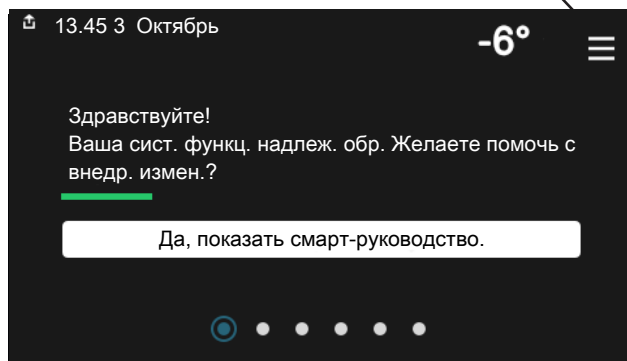 13.45 3 Октябрь
-6°
Здравствуйте!
Ваша сист. функц. надлеж. обр. Желаете помочь с
внедр. измен.?
Да, показать смарт-руководство.